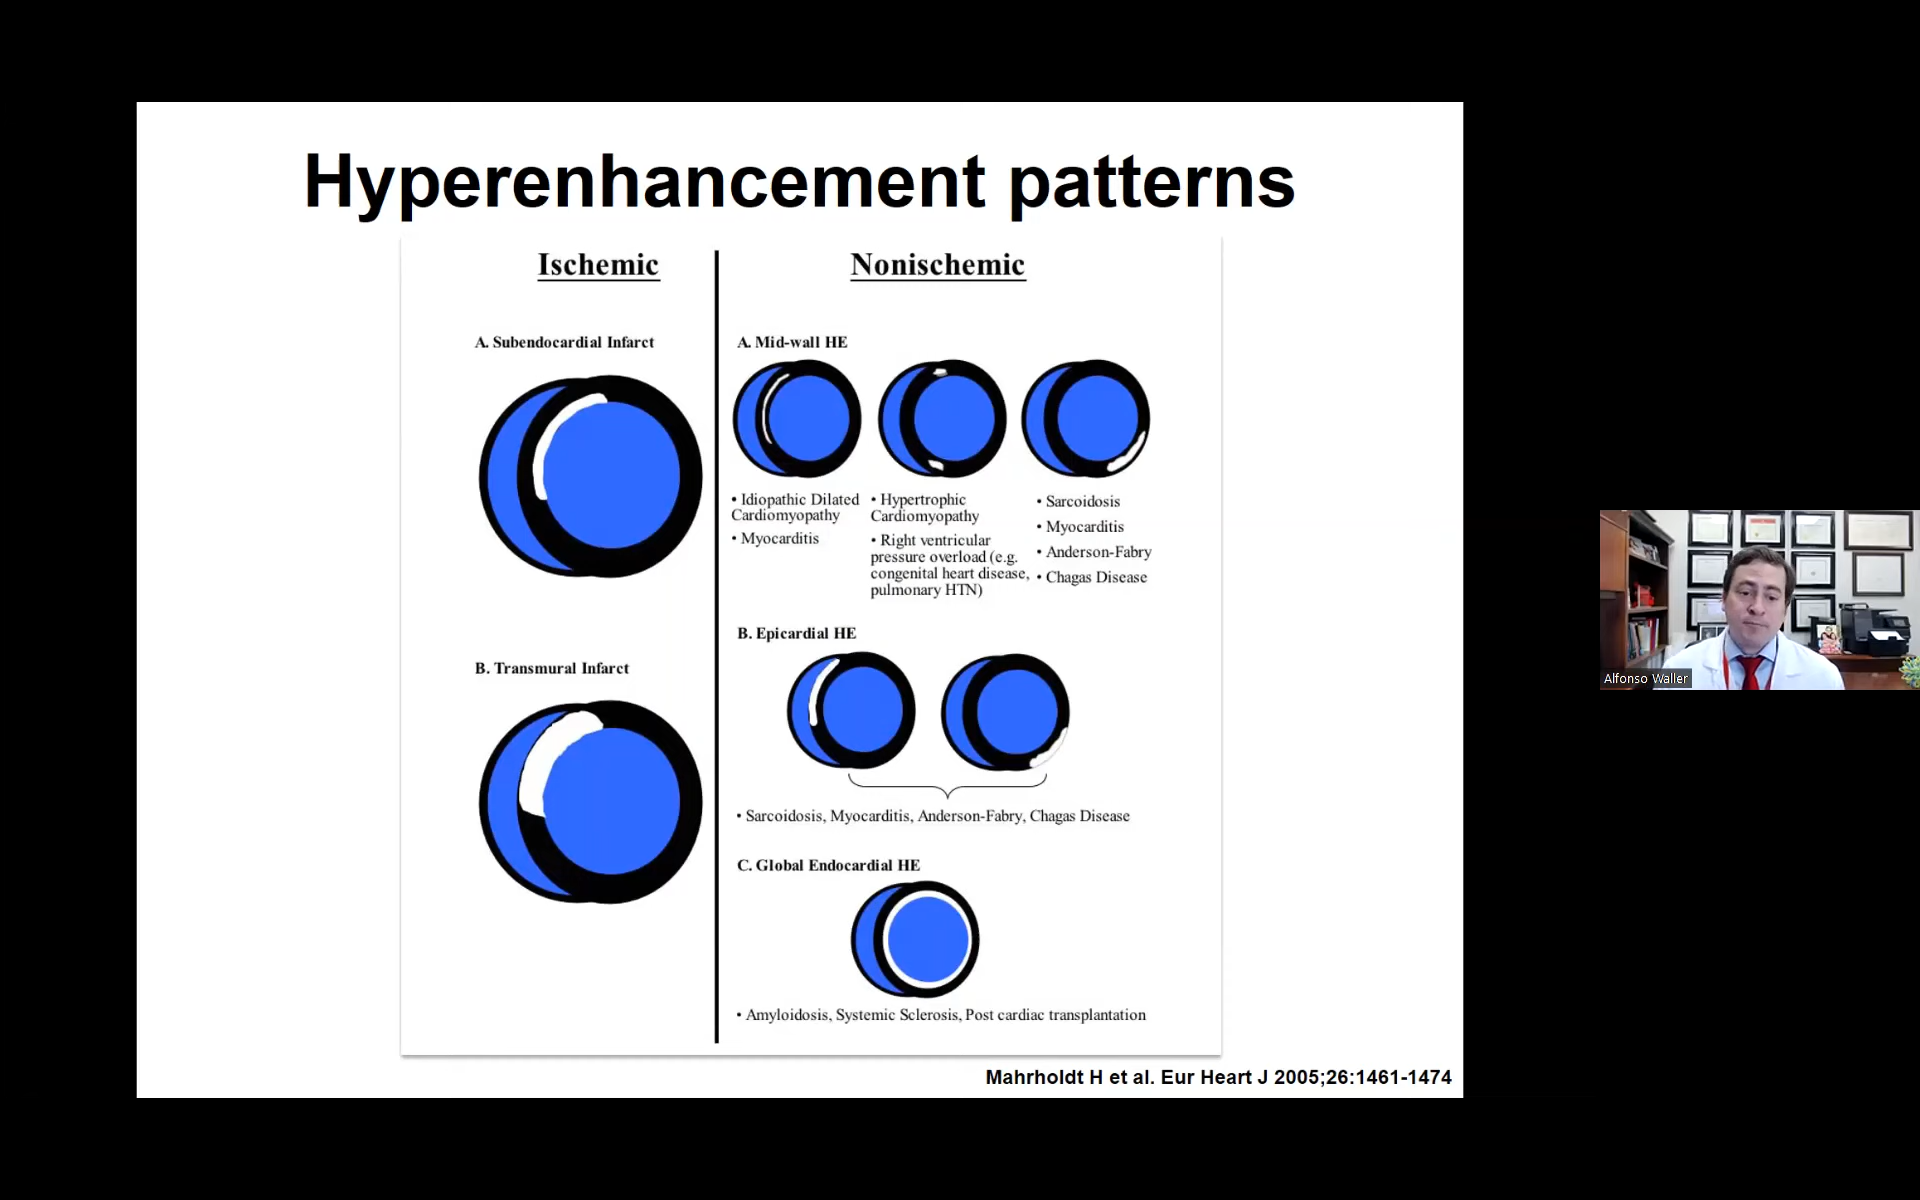 Hyperenhancement patterns
Ischemic
A. Subendocardial Infarct
B. Transmural Infarct
Nonischemic
A. Mid-wall HE
• Idiopathic Dilated
Cardiomyopathy
• Myocarditis
• Hypertrophic
Cardiomyopathy
• Right ventricular
pressure overload (e.g.
congenital heart disease,
pulmonary HTN)
• Sarcoidosis
• Myocarditis
• Anderson-Fabry
• Chagas Disease
B. Epicardial HE
• Sarcoidosis, Myocarditis, Anderson-Fabry, Chagas Disease
C. Global Endocardial HE
• Amyloidosis, Systemic Sclerosis, Post cardiac transplantation
Mahrholdt H et al. Eur Heart J 2005;26:1461-1474
Alfonso Waller